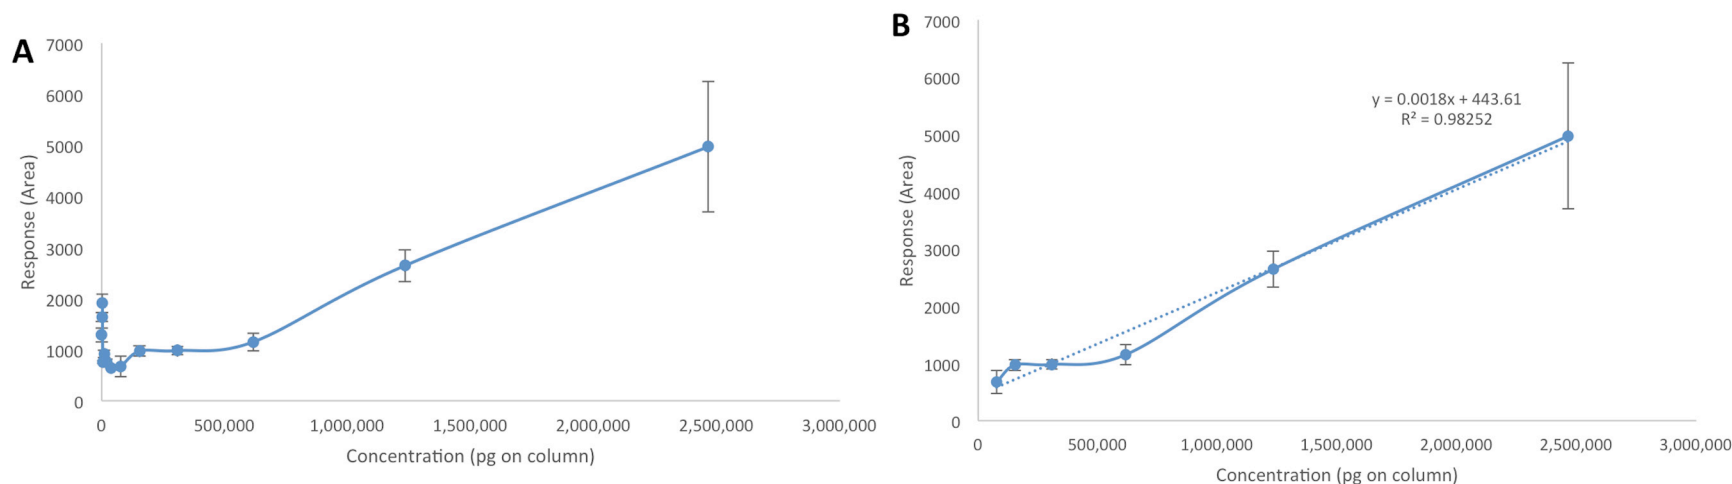 A
7000
6000
5000
4000
3000
2000
1000
0
Response (Area)
0 500,000 1,000,000 1,500,000 2,000,000 2,500,000 3,000,000
Concentration (pg on column)
B
7000
6000
5000
4000
3000
2000
1000
0
Response (Area)
y = 0.0018x + 443.61
R² = 0.98252
0 500,000 1,000,000 1,500,000 2,000,000 2,500,000 3,000,000
Concentration (pg on column)